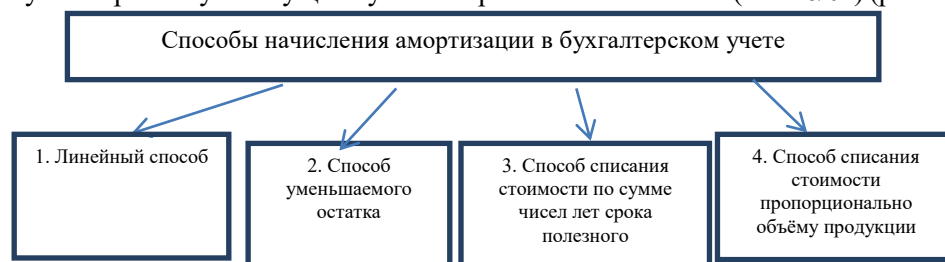 Способы начисления амортизации в бухгалтерском учете
1. Линейный способ
2. Способ
уменьшаемого
остатка
3. Способ списания
стоимости по сумме
чисел лет срока
полезного
4. Способ списания
стоимости
пропорционально
объёму продукции